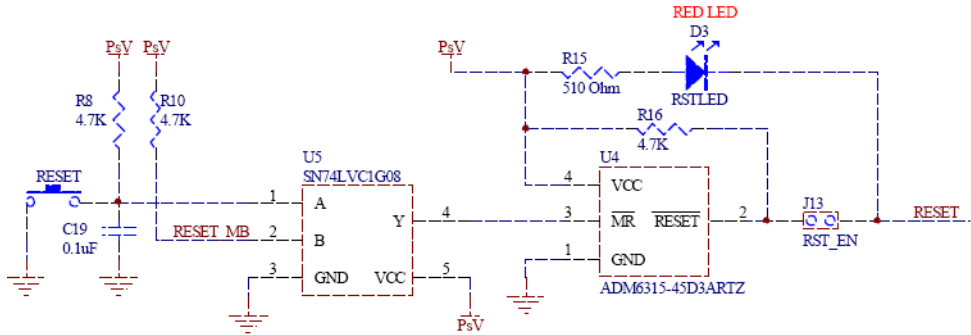 RED LED
D3
PsV
PsV
PsV
R15
510 Ohm
RSTLED
R8
4.7K
R10
4.7K
R16
4.7K
U5
SN74LVC1G08
U4
RESET
1
A
4
VCC
J13
C19
0.1uF
RESET_MB
2
B
Y
4
3
MR
RESET
2
RESET
RST_EN
3
GND
VCC
5
1
GND
ADM6315-45D3ARTZ
PsV